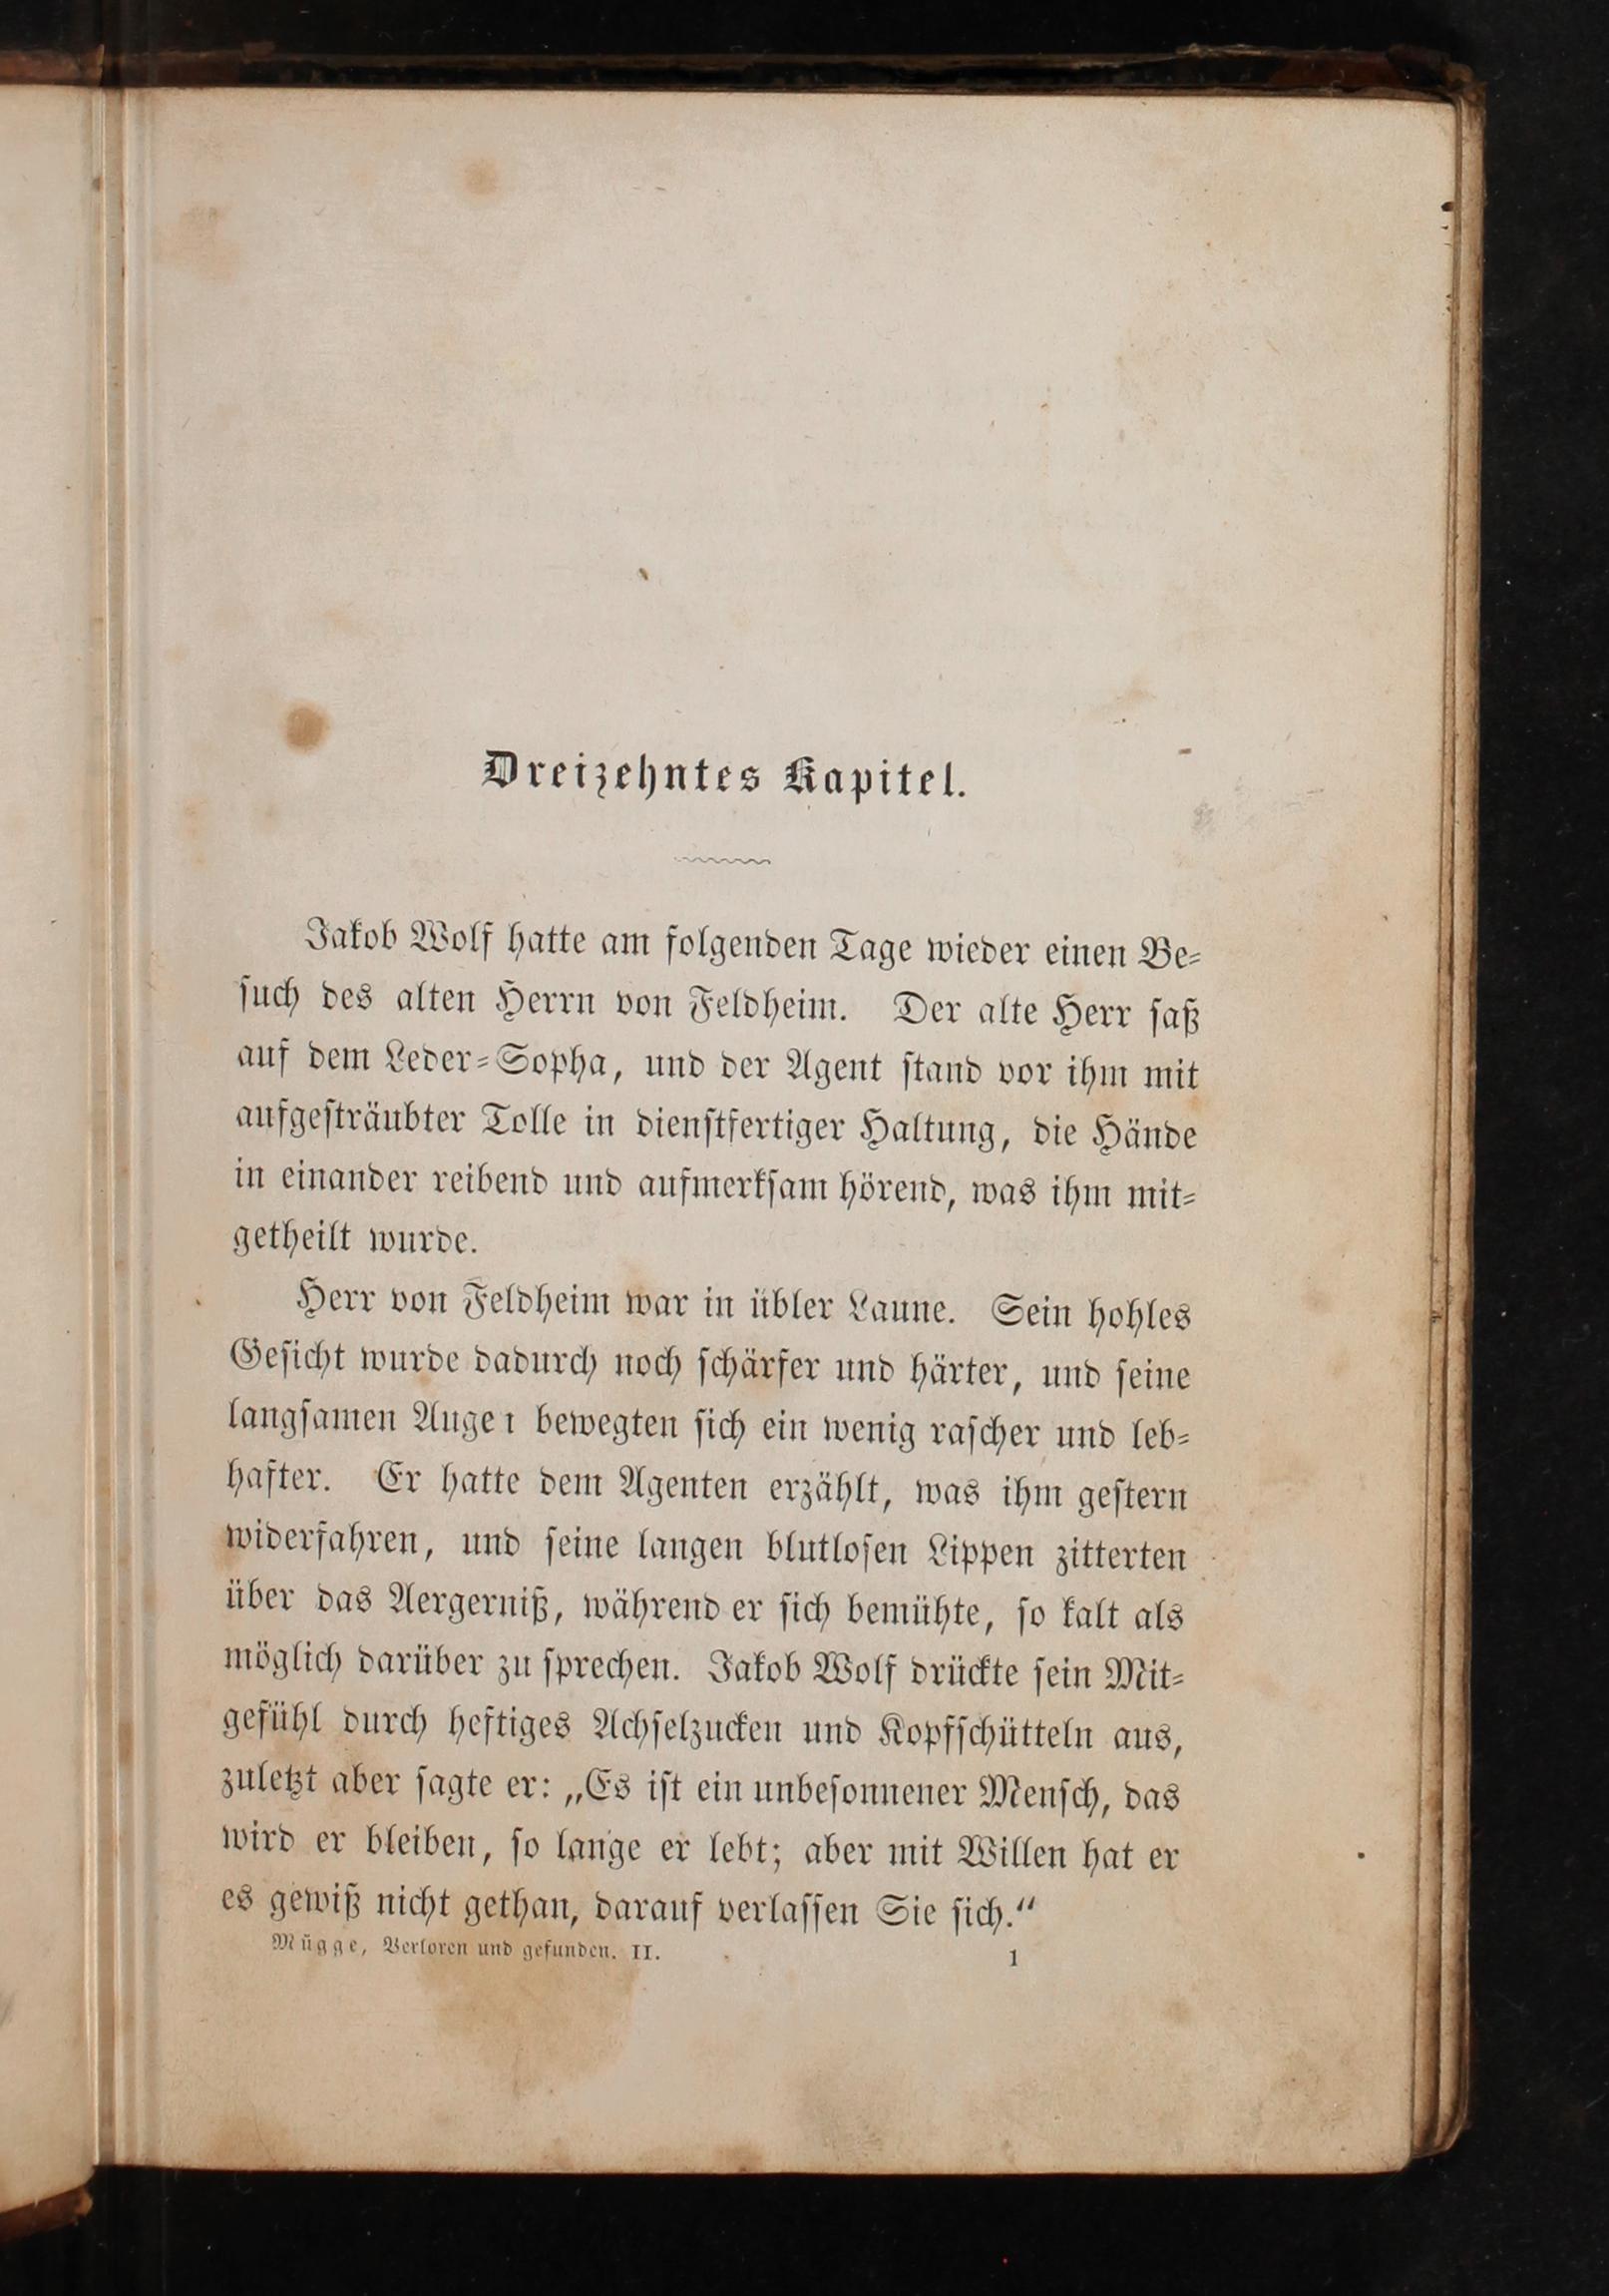 Dreizehntes Kapitel.
Jakob Wolf hatte am folgenden Tage wieder einen Be-
such des alten Herrn von Feldheim. Der alte Herr saß
auf dem Leder-Sopha, und der Agent stand vor ihm mit
aufgesträubter Tolle in dienstfertiger Haltung, die Hände
in einander reibend und aufmerksam hörend, was ihm mit-
getheilt wurde.
Herr von Feldheim war in übler Laune. Sein hohles
Gesicht wurde dadurch noch schärfer und härter, und seine
langsamen Augen bewegten sich ein wenig rascher und leb-
hafter. Er hatte dem Agenten erzählt, was ihm gestern
widerfahren, und seine langen blutlosen Lippen zitterten
über das Aergerniß, während er sich bemühte, so kalt als
möglich darüber zu sprechen. Jakob Wolf drückte sein Mit-
gefühl durch heftiges Achselzucken und Kopfschütteln aus,
zuletzt aber sagte er: „Es ist ein unbesonnener Mensch, das
wird er bleiben, so lange er lebt; aber mit Willen hat er
es gewiß nicht gethan, darauf verlassen Sie sich.“
Mügge, Verloren und gefunden. II. 1